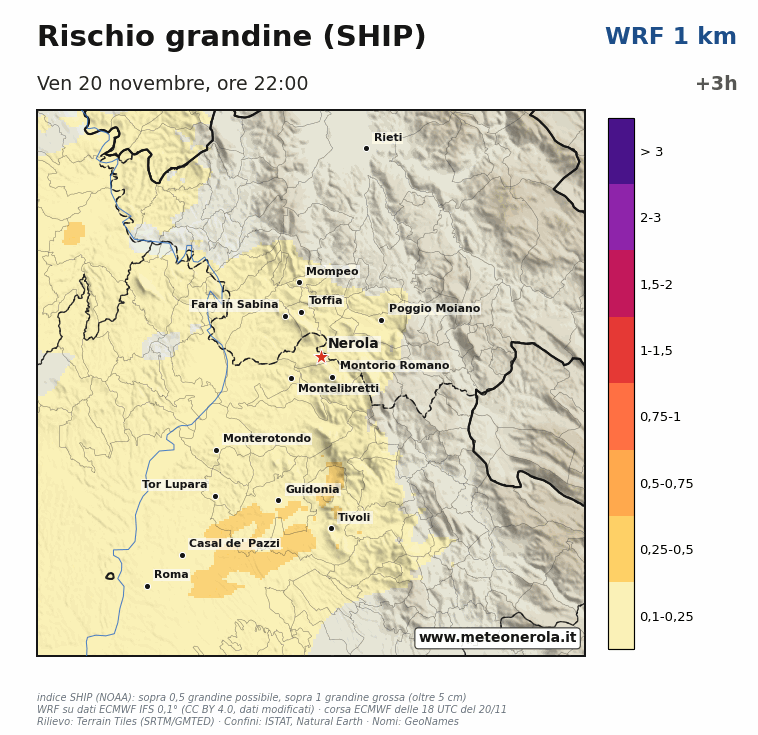 Rischio grandine (SHIP)
WRF 1 km
Ven 20 novembre, ore 22:00
+3h
Rieti
Mompeo
Fara in Sabina
Toffia
Poggio Moiano
Nerola
Montorio Romano
Montelibretti
Monterotondo
Tor Lupara
Guidonia
Tivoli
Casal de' Pazzi
Roma
www.meteonerola.it
> 3
2-3
1,5-2
1-1,5
0,75-1
0,5-0,75
0,25-0,5
0,1-0,25
indice SHIP (NOAA): sopra 0,5 grandine possibile, sopra 1 grandine grossa (oltre 5 cm)
WRF su dati ECMWF IFS 0,1° (CC BY 4.0, dati modificati) · corsa ECMWF delle 18 UTC del 20/11
Rilievo: Terrain Tiles (SRTM/GMTED) · Confini: ISTAT, Natural Earth · Nomi: GeoNames